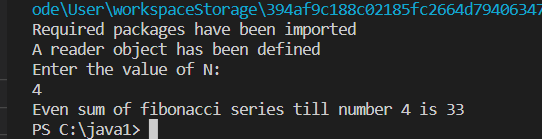 ode\User\workspaceStorage\394af9c188c02185fc2664d79406347
Required packages have been imported
A reader object has been defined
Enter the value of N:
4
Even sum of fibonacci series till number 4 is 33
PS C:\java1>